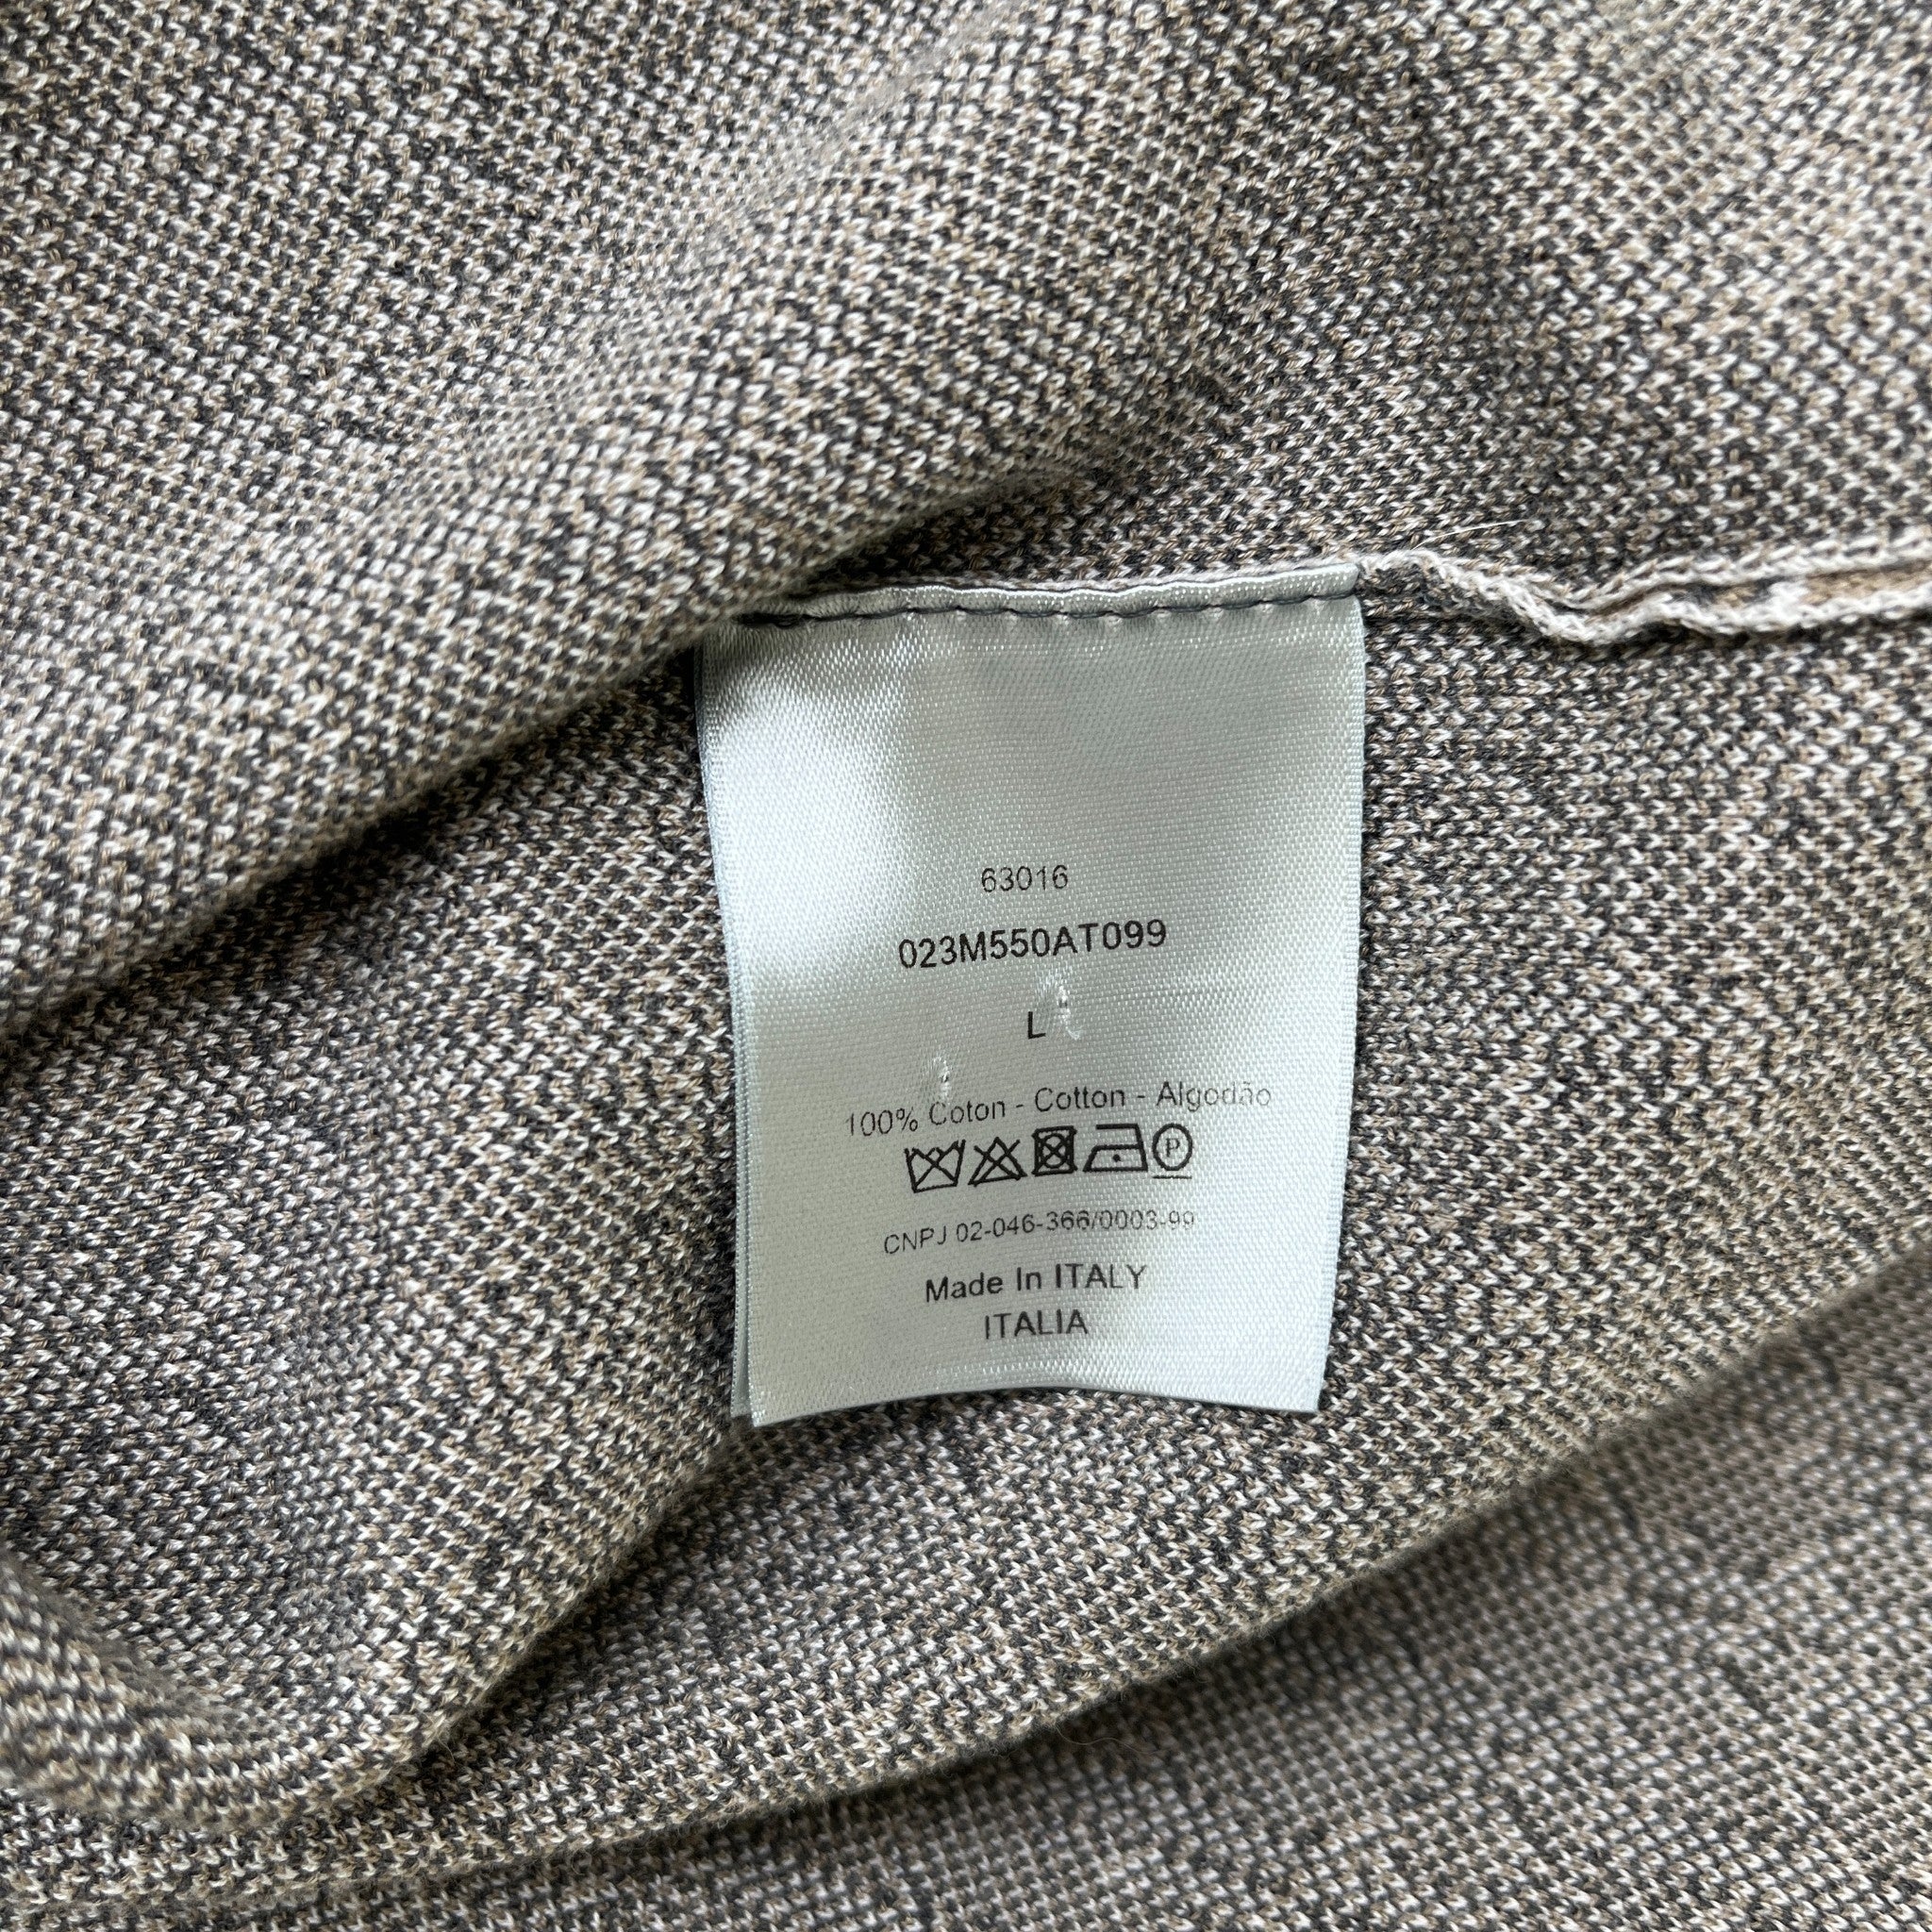 63016
023M550AT099
L
100% Coton - Cotton - Algodão
P
CNPJ 02-046-366/0003-99
Made In ITALY
ITALIA